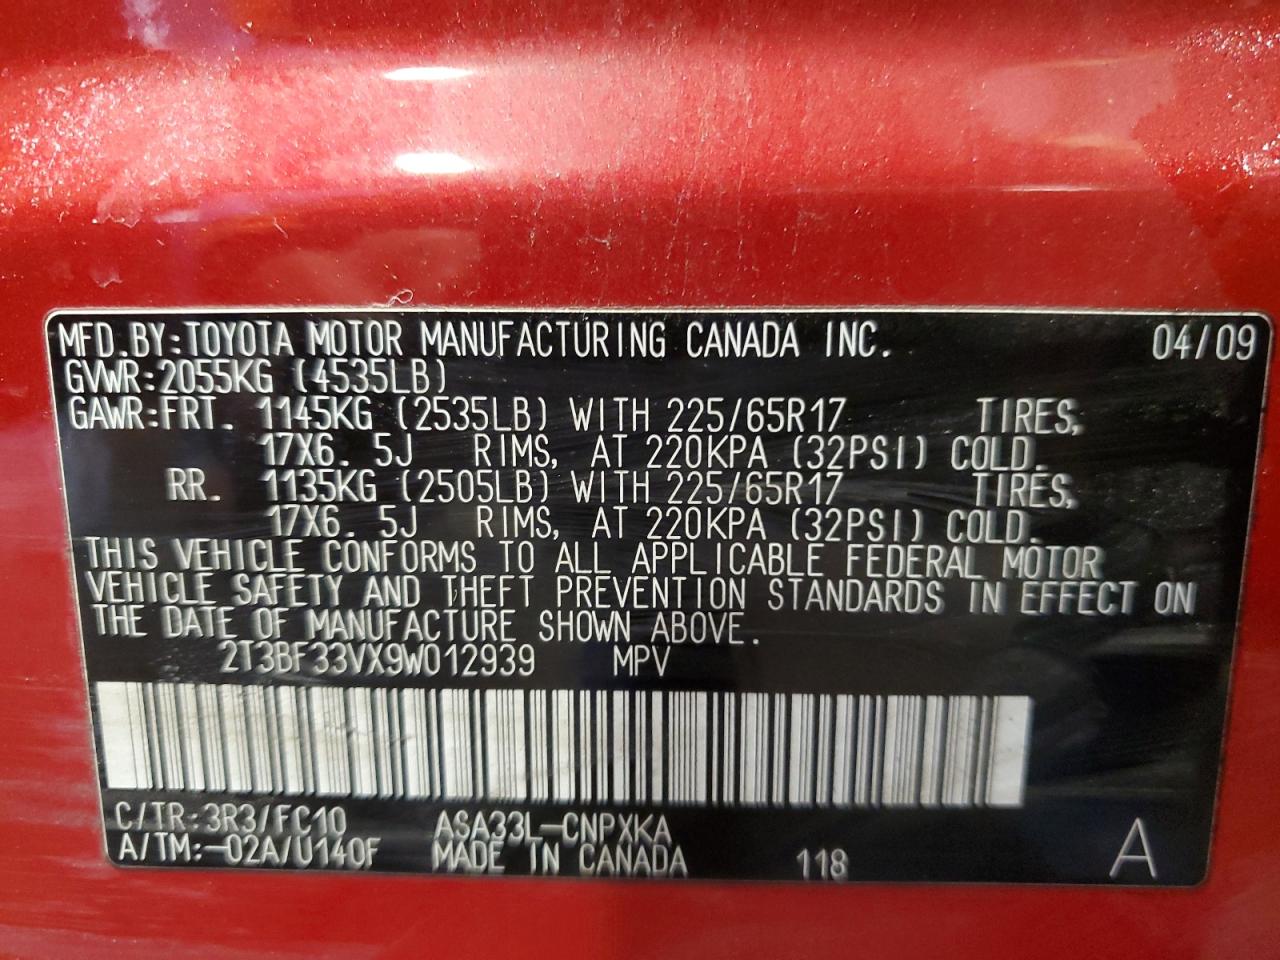 MFD.BY:TOYOTA MOTOR MANUFACTURING CANADA INC. 04/09
GVWR:2055KG (4535LB)
GAWR:FRT. 1145KG (2535LB) WITH 225/65R17 TIRES,
17X6. 5J RIMS, AT 220KPA (32PSI) COLD.
RR. 1135KG (2505LB) WITH 225/65R17 TIRES,
17X6. 5J RIMS, AT 220KPA (32PSI) COLD.
THIS VEHICLE CONFORMS TO ALL APPLICABLE FEDERAL MOTOR
VEHICLE SAFETY AND THEFT PREVENTION STANDARDS IN EFFECT ON
THE DATE OF MANUFACTURE SHOWN ABOVE.
2T3BF33VX9W012939 MPV
C/TR:3R3/FC10 ASA33L-CNPXKA
A/TM:-02A/U140F MADE IN CANADA 118 A